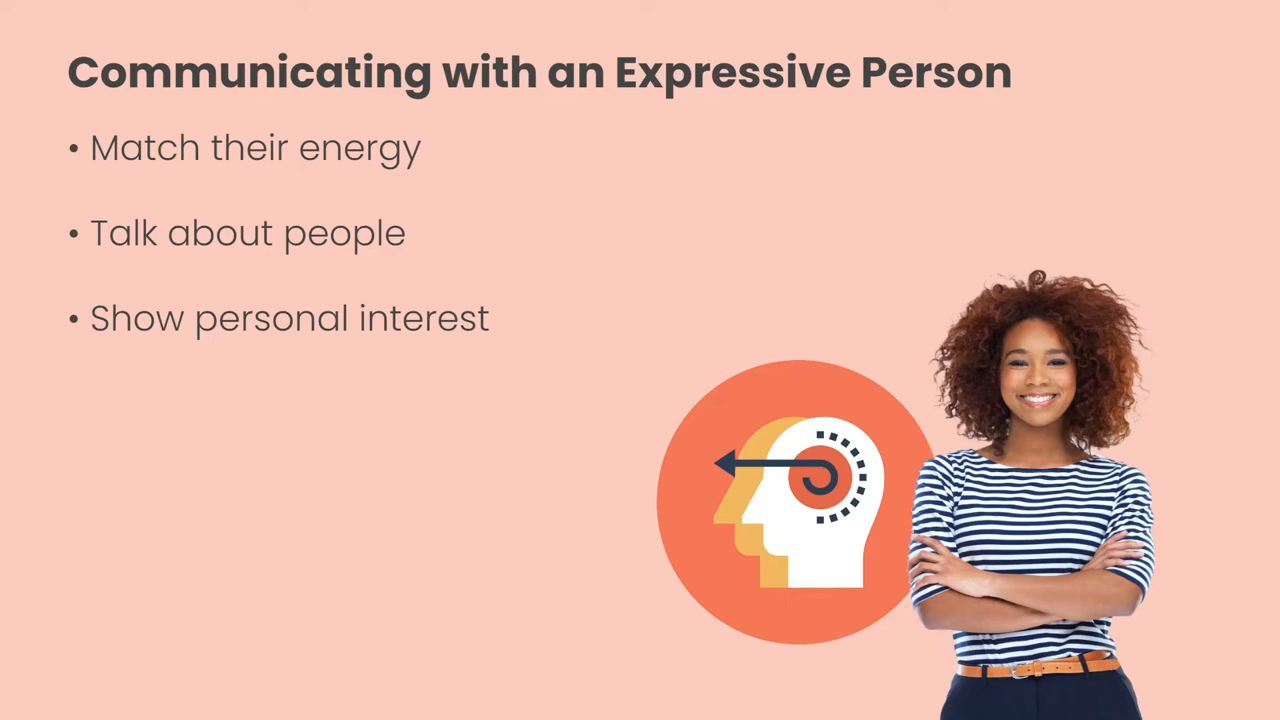 Communicating with an Expressive Person
• Match their energy
• Talk about people
• Show personal interest